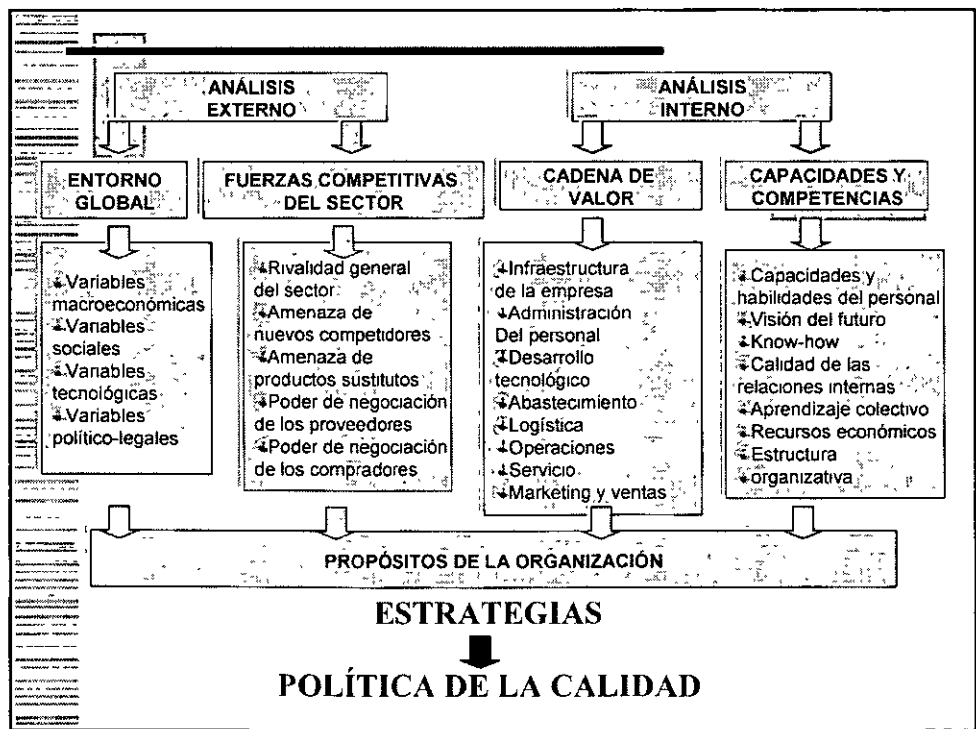 ANÁLISIS
EXTERNO
ANÁLISIS
INTERNO
ENTORNO
GLOBAL
FUERZAS COMPETITIVAS
DEL SECTOR
CADENA DE
VALOR
CAPACIDADES Y
COMPETENCIAS
Variables
macroeconómicas
Variables
sociales
Variables
tecnológicas
Variables
político-legales
Rivalidad general
del sector
Amenaza de
nuevos competidores
Amenaza de
productos sustitutos
Poder de negociación
de los proveedores
Poder de negociación
de los compradores
Infraestructura
de la empresa
Administración
Del personal
Desarrollo
tecnológico
Abastecimiento
Logística
Operaciones
Servicio
Marketing y ventas
Capacidades y
habilidades del personal
Visión del futuro
Know-how
Calidad de las
relaciones internas
Aprendizaje colectivo
Recursos económicos
Estructura
organizativa
PROPÓSITOS DE LA ORGANIZACIÓN
ESTRATEGIAS
POLÍTICA DE LA CALIDAD